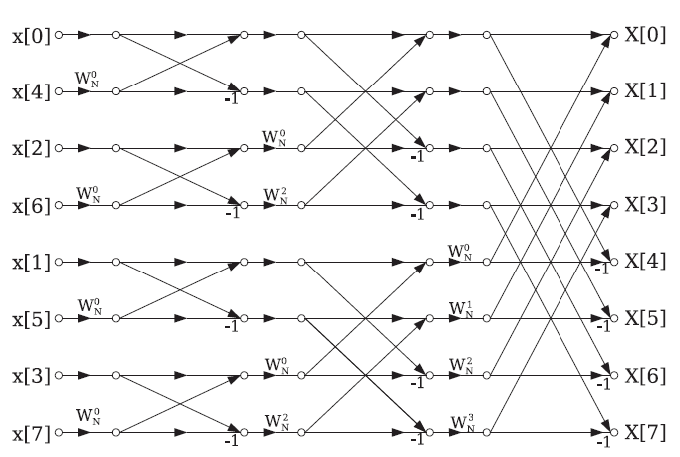 x[0] X[0]
W_N^0
x[4] -1 X[1]
W_N^0
x[2] -1 X[2]
W_N^0 W_N^2
x[6] -1 -1 X[3]
W_N^0
x[1] -1 X[4]
W_N^0 W_N^1
x[5] -1 -1 X[5]
W_N^0 W_N^2
x[3] -1 -1 X[6]
W_N^0 W_N^2 W_N^3
x[7] -1 -1 -1 X[7]